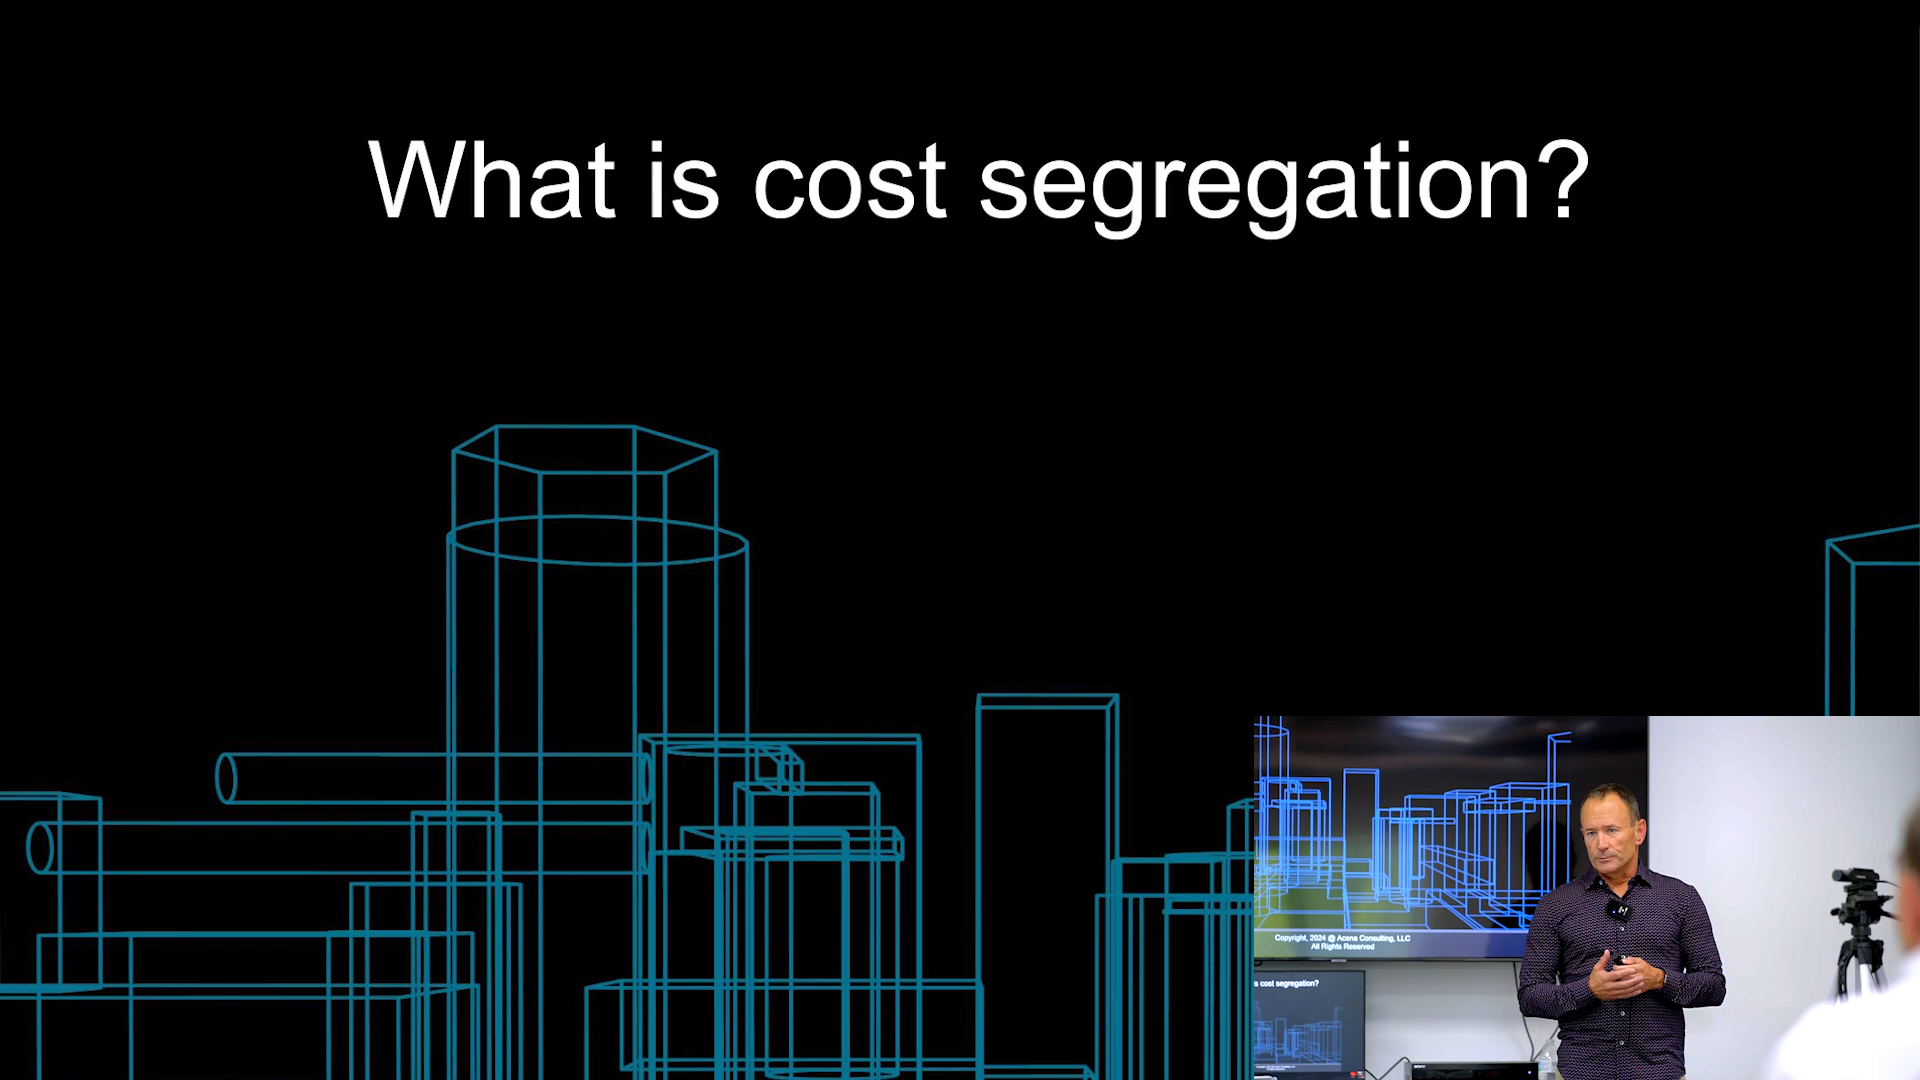 What is cost segregation?
Copyright, 2024 @ Acena Consulting, LLC
All Rights Reserved
s cost segregation?